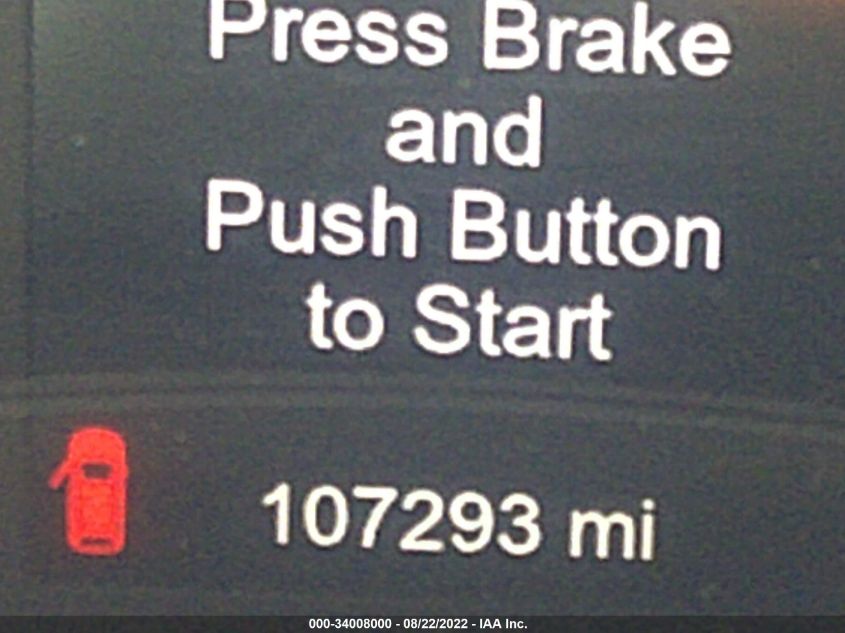 Press Brake
and
Push Button
to Start
107293 mi
000-34008000 - 08/22/2022 - IAA Inc.